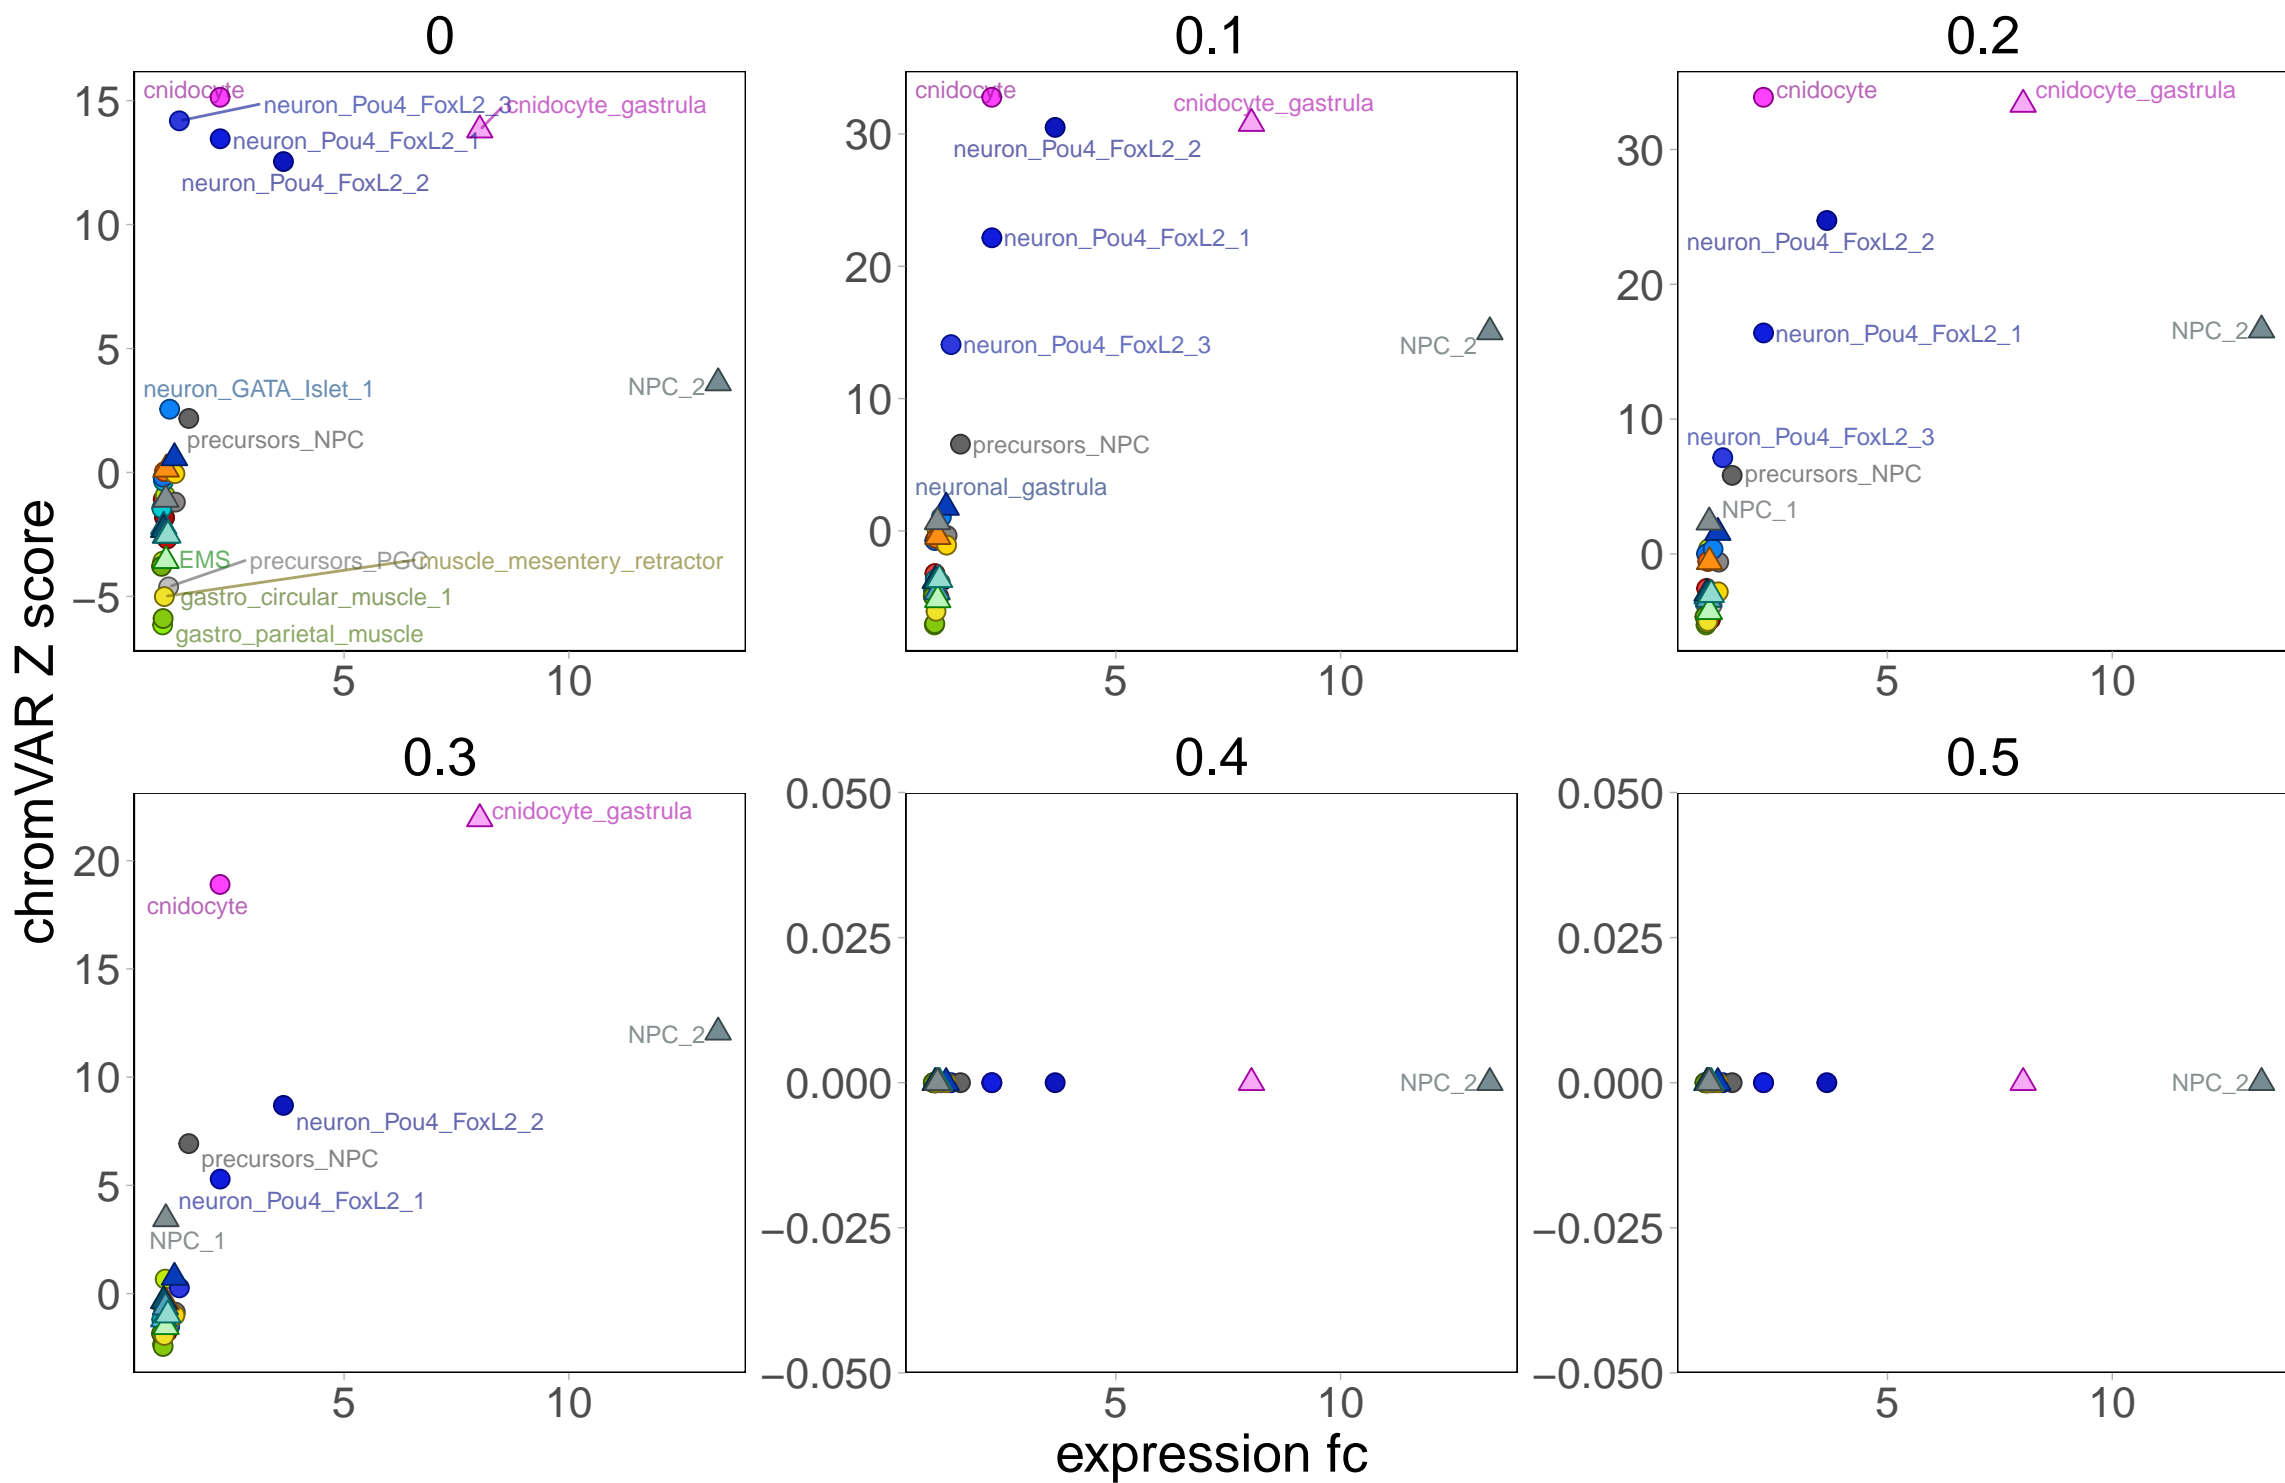 0
0.1
0.2
15
10
5
0
−5
cnidocyte
neuron_Pou4_FoxL2_3
cnidocyte_gastrula
neuron_Pou4_FoxL2_1
neuron_Pou4_FoxL2_2
neuron_GATA_Islet_1
NPC_2
precursors_NPC
EMS
precursors_PGC
muscle_mesentery_retractor
gastro_circular_muscle_1
gastro_parietal_muscle
5
10
30
20
10
0
cnidocyte
cnidocyte_gastrula
neuron_Pou4_FoxL2_2
neuron_Pou4_FoxL2_1
neuron_Pou4_FoxL2_3
NPC_2
precursors_NPC
neuronal_gastrula
5
10
30
20
10
0
cnidocyte
cnidocyte_gastrula
neuron_Pou4_FoxL2_2
neuron_Pou4_FoxL2_1
NPC_2
neuron_Pou4_FoxL2_3
precursors_NPC
NPC_1
5
10
chromVAR Z score
0.3
0.4
0.5
20
15
10
5
0
cnidocyte_gastrula
cnidocyte
NPC_2
neuron_Pou4_FoxL2_2
precursors_NPC
neuron_Pou4_FoxL2_1
NPC_1
5
10
0.050
0.025
0.000
−0.025
−0.050
NPC_2
5
10
0.050
0.025
0.000
−0.025
−0.050
NPC_2
5
10
expression fc